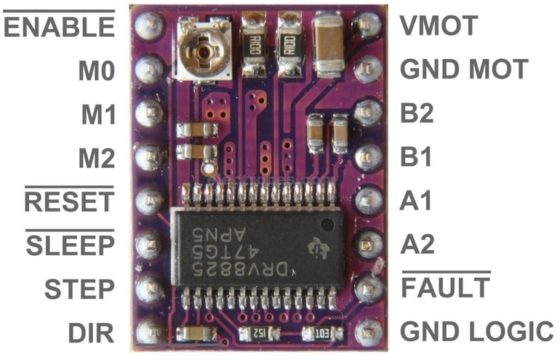 ENABLE
M0
M1
M2
RESET
SLEEP
STEP
DIR
VMOT
GND MOT
B2
B1
A1
A2
FAULT
GND LOGIC
R100
R100
DRV8825
47TG5
APN5
152
E01